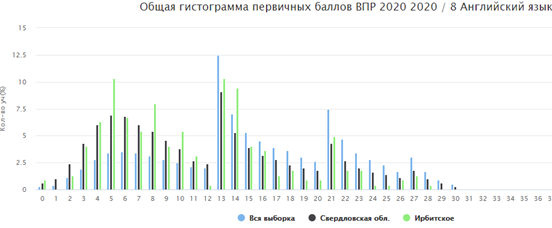 Общая гистограмма первичных баллов ВПР 2020 2020 / 8 Английский язык
Кол-во уч(%)
15
12.5
10
7.5
5
2.5
0
0 1 2 3 4 5 6 7 8 9 10 11 12 13 14 15 16 17 18 19 20 21 22 23 24 25 26 27 28 29 30 31 32 33 34 35 36 3
Вся выборка Свердловская обл. Ирбитское